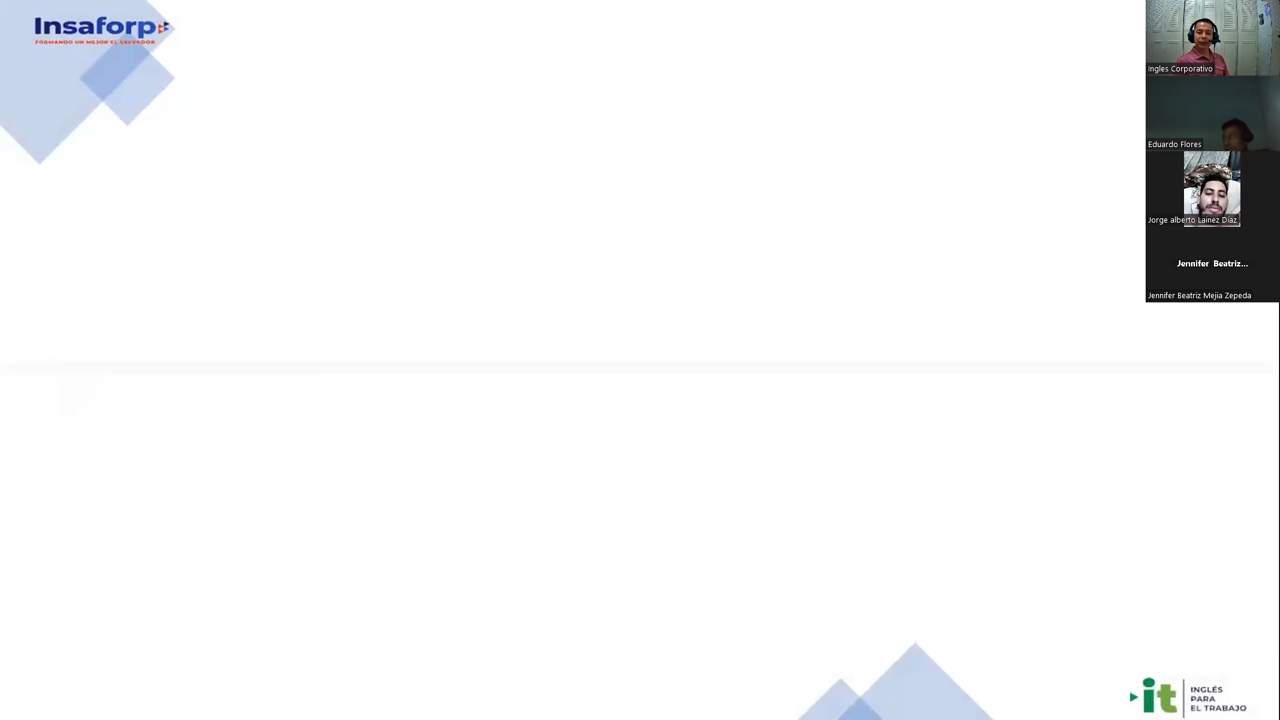 Insaforp
FORMANDO UN MEJOR EL SALVADOR
Ingles Corporativo
Eduardo Flores
Jorge alberto Lainez Diaz
Jennifer Beatriz...
Jennifer Beatriz Mejia Zepeda
it
INGLÉS
PARA
EL TRABAJO